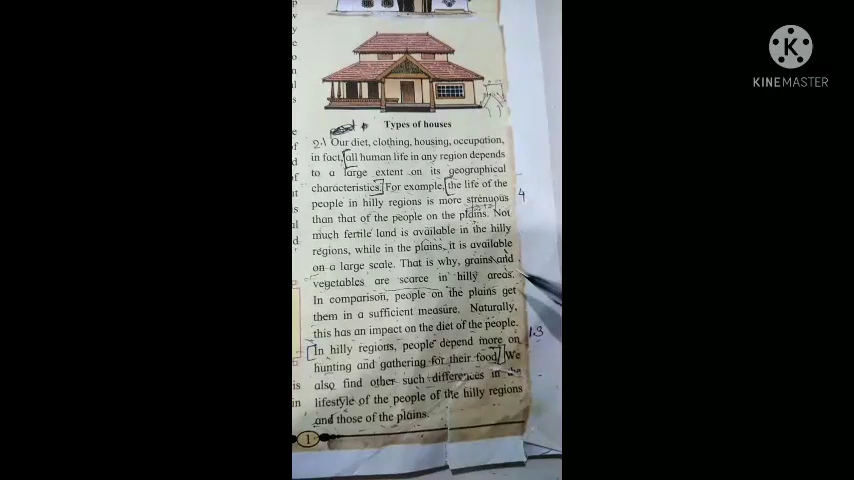 KINEMASTER
Types of houses
2.1 Our diet, clothing, housing, occupation,
in fact, all human life in any region depends
to a large extent on its geographical
characteristics. For example, the life of the
people in hilly regions is more strenuous
4
than that of the people on the plains. Not
much fertile land is available in the hilly
regions, while in the plains, it is available
on a large scale. That is why, grains and
vegetables are scarce in hilly areas.
In comparison, people on the plains get
them in a sufficient measure. Naturally,
this has an impact on the diet of the people.
In hilly regions, people depend more on
hunting and gathering for their food. We
also find other such differences in the
lifestyle of the people of the hilly regions
and those of the plains.
1